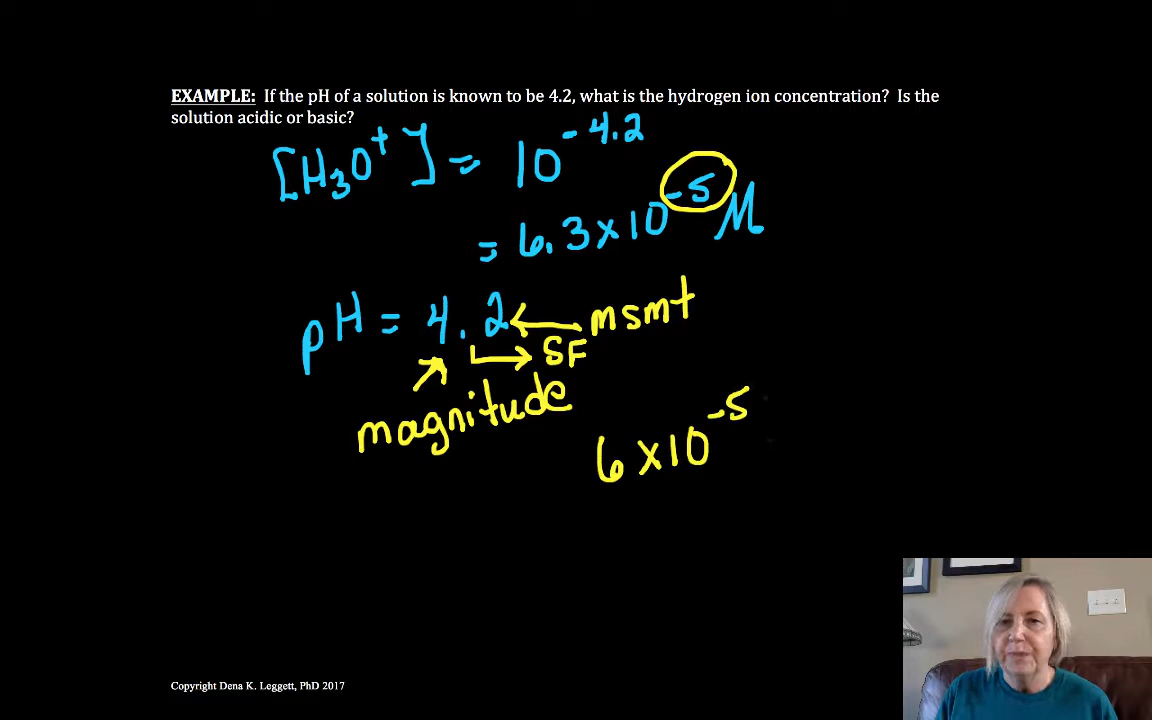 EXAMPLE: If the pH of a solution is known to be 4.2, what is the hydrogen ion concentration? Is the
solution acidic or basic?
[H₃O⁺] = 10⁻⁴·²
= 6.3 x 10⁻⁵ M
pH = 4.2 ← msmt
SF
magnitude
6 x 10⁻⁵
Copyright Dena K. Leggett, PhD 2017